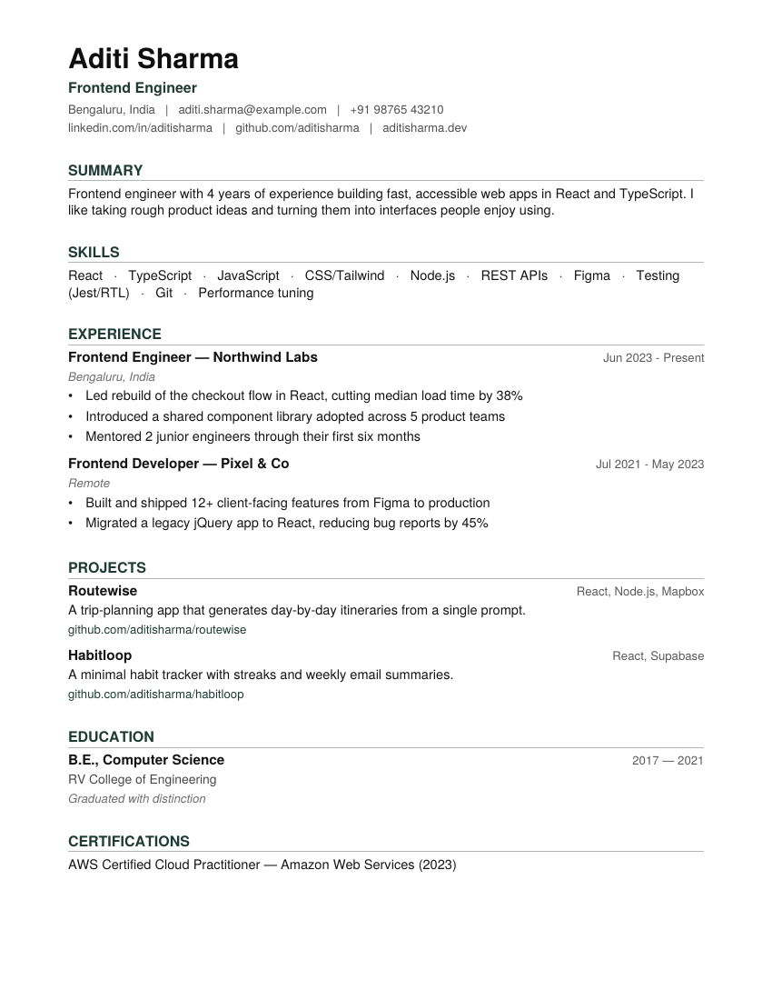 Aditi Sharma
Frontend Engineer
Bengaluru, India | aditi.sharma@example.com | +91 98765 43210
linkedin.com/in/aditisharma | github.com/aditisharma | aditisharma.dev
SUMMARY
Frontend engineer with 4 years of experience building fast, accessible web apps in React and TypeScript. I
like taking rough product ideas and turning them into interfaces people enjoy using.
SKILLS
React · TypeScript · JavaScript · CSS/Tailwind · Node.js · REST APIs · Figma · Testing
(Jest/RTL) · Git · Performance tuning
EXPERIENCE
Frontend Engineer — Northwind Labs Jun 2023 - Present
Bengaluru, India
• Led rebuild of the checkout flow in React, cutting median load time by 38%
• Introduced a shared component library adopted across 5 product teams
• Mentored 2 junior engineers through their first six months
Frontend Developer — Pixel & Co Jul 2021 - May 2023
Remote
• Built and shipped 12+ client-facing features from Figma to production
• Migrated a legacy jQuery app to React, reducing bug reports by 45%
PROJECTS
Routewise React, Node.js, Mapbox
A trip-planning app that generates day-by-day itineraries from a single prompt.
github.com/aditisharma/routewise
Habitloop React, Supabase
A minimal habit tracker with streaks and weekly email summaries.
github.com/aditisharma/habitloop
EDUCATION
B.E., Computer Science 2017 — 2021
RV College of Engineering
Graduated with distinction
CERTIFICATIONS
AWS Certified Cloud Practitioner — Amazon Web Services (2023)